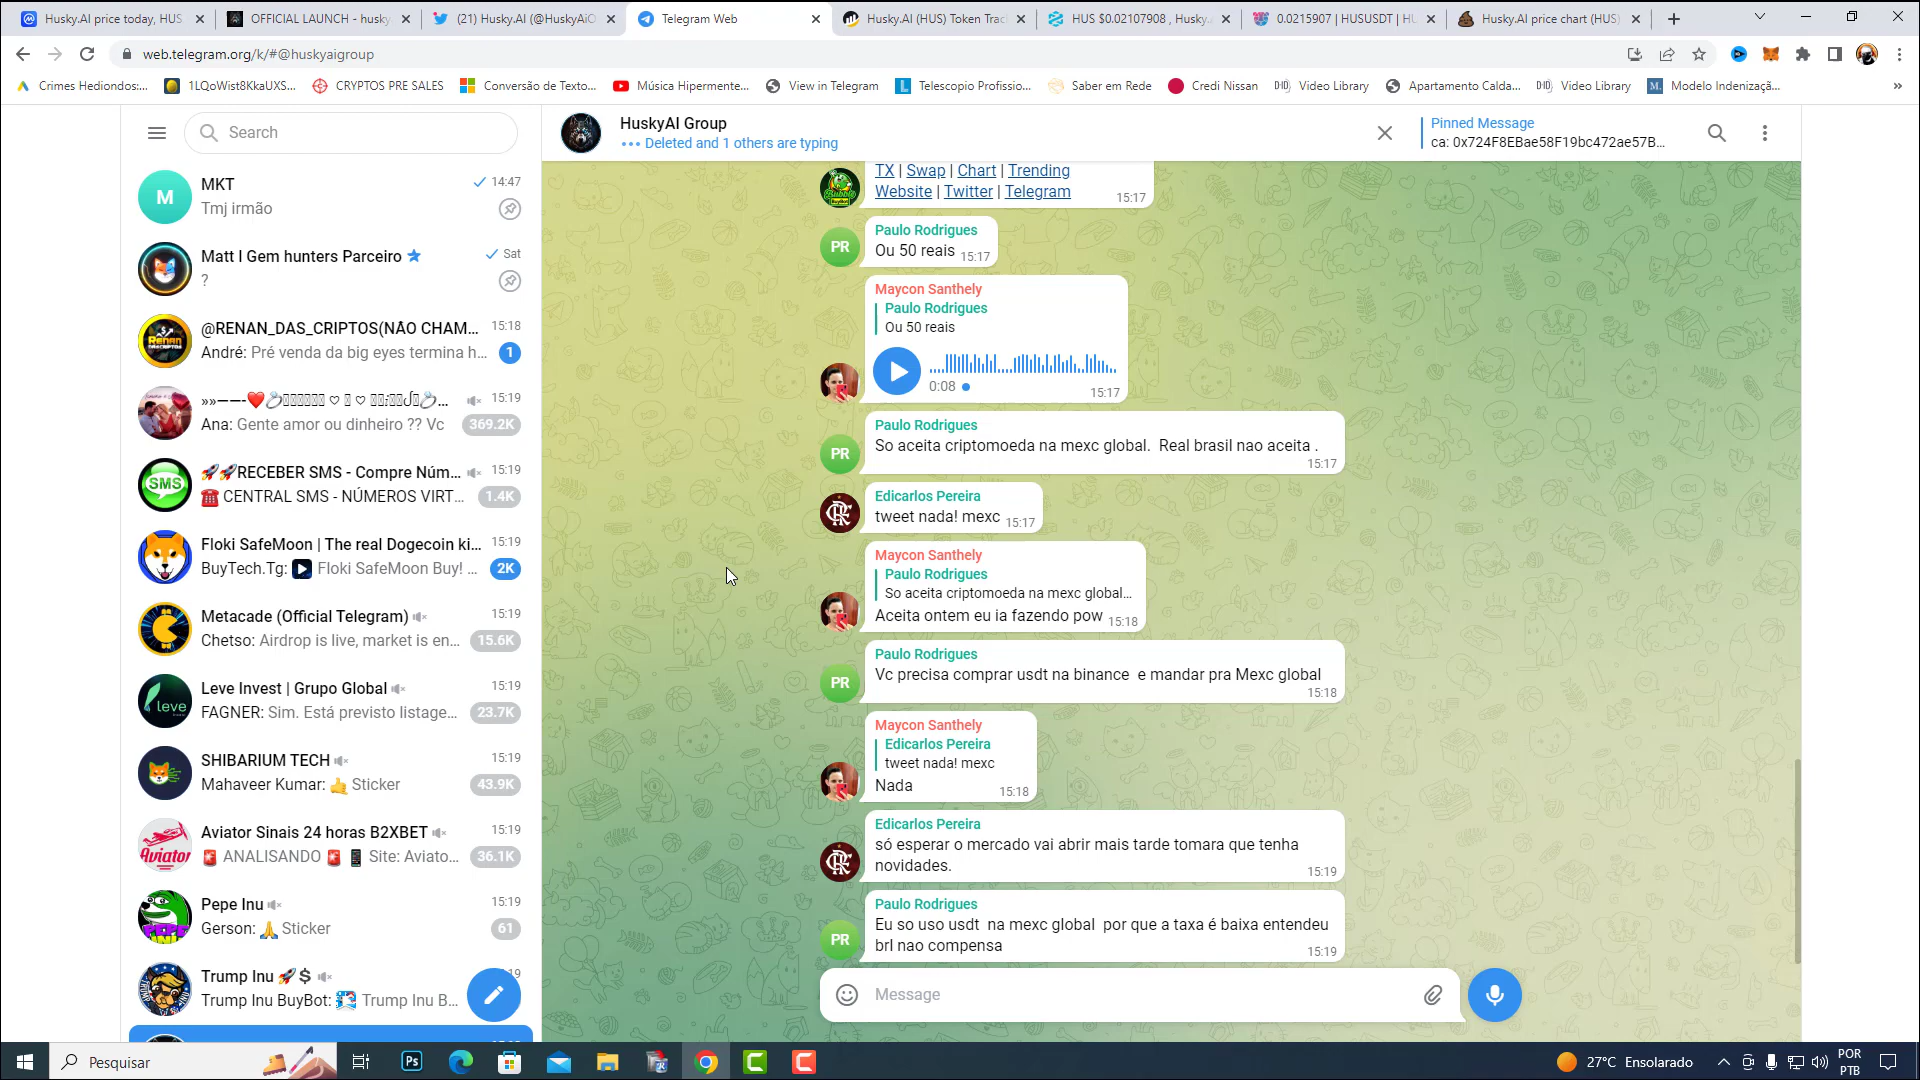 Husky.AI price today, HUS
OFFICIAL LAUNCH - husky
(21) Husky.AI (@HuskyAiO
Telegram Web
Husky.AI (HUS) Token Trac
HUS $0.02107908 , Husky.
0.0215907 | HUSUSDT | HU
Husky.AI price chart (HUS)
web.telegram.org/k/#@huskyaigroup
Crimes Hediondos:...
1LQoWist8KkaUXS...
CRYPTOS PRE SALES
Conversão de Texto...
Música Hipermente...
View in Telegram
Telescopio Profissio...
Saber em Rede
Credi Nissan
Video Library
Apartamento Calda...
Video Library
Modelo Indenizaçã...
Search
M
MKT
14:47
Tmj irmão
Matt I Gem hunters Parceiro
Sat
?
@RENAN_DAS_CRIPTOS(NÃO CHAM...
15:18
André: Pré venda da big eyes termina h...
1
15:19
Ana: Gente amor ou dinheiro ?? Vc
369.2K
SMS
🚀🚀RECEBER SMS - Compre Núm...
15:19
☎️ CENTRAL SMS - NÚMEROS VIRT...
1.4K
Floki SafeMoon | The real Dogecoin ki...
15:19
BuyTech.Tg: Floki SafeMoon Buy! ...
2K
Metacade (Official Telegram)
15:19
Chetso: Airdrop is live, market is en...
15.6K
leve
Leve Invest | Grupo Global
15:19
FAGNER: Sim. Está previsto listage...
23.7K
SHIBARIUM TECH
15:19
Mahaveer Kumar: 🤙 Sticker
43.9K
Aviator
Aviator Sinais 24 horas B2XBET
15:19
🚨 ANALISANDO 🚨 📱 Site: Aviato...
36.1K
Pepe Inu
15:19
Gerson: 🙏 Sticker
61
Trump Inu 🚀$
:19
Trump Inu BuyBot: Trump Inu B...
HuskyAI Group
Deleted and 1 others are typing
Pinned Message
ca: 0x724F8EBae58F19bc472ae57B...
TX | Swap | Chart | Trending
Website | Twitter | Telegram
15:17
PR
Paulo Rodrigues
Ou 50 reais 15:17
Maycon Santhely
Paulo Rodrigues
Ou 50 reais
0:08
15:17
Paulo Rodrigues
PR
So aceita criptomoeda na mexc global. Real brasil nao aceita .
15:17
Edicarlos Pereira
tweet nada! mexc 15:17
Maycon Santhely
Paulo Rodrigues
So aceita criptomoeda na mexc global...
Aceita ontem eu ia fazendo pow 15:18
Paulo Rodrigues
PR
Vc precisa comprar usdt na binance e mandar pra Mexc global
15:18
Maycon Santhely
Edicarlos Pereira
tweet nada! mexc
Nada
15:18
Edicarlos Pereira
só esperar o mercado vai abrir mais tarde tomara que tenha
novidades.
15:19
Paulo Rodrigues
Eu so uso usdt na mexc global por que a taxa é baixa entendeu
PR
brl nao compensa
15:19
Message
Pesquisar
Ps
27°C Ensolarado
POR
PTB